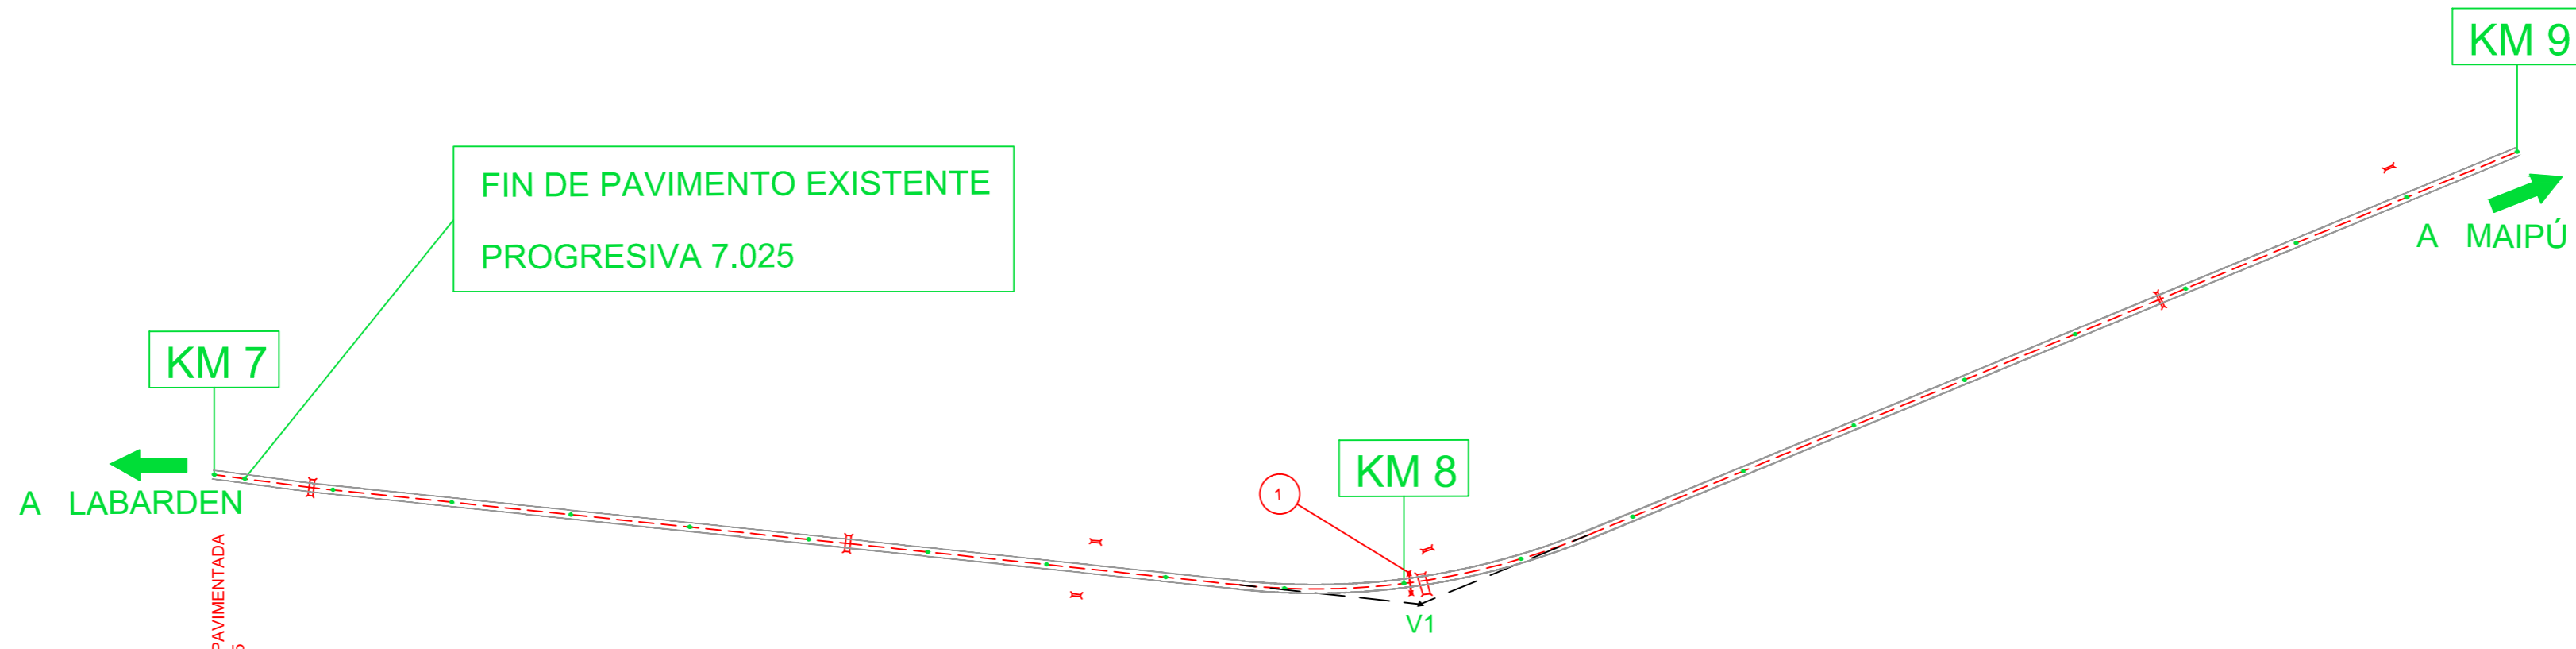 KM 9
FIN DE PAVIMENTO EXISTENTE
PROGRESIVA 7.025
A MAIPÚ
KM 7
KM 8
1
A LABARDEN
PAVIMENTADA
V1